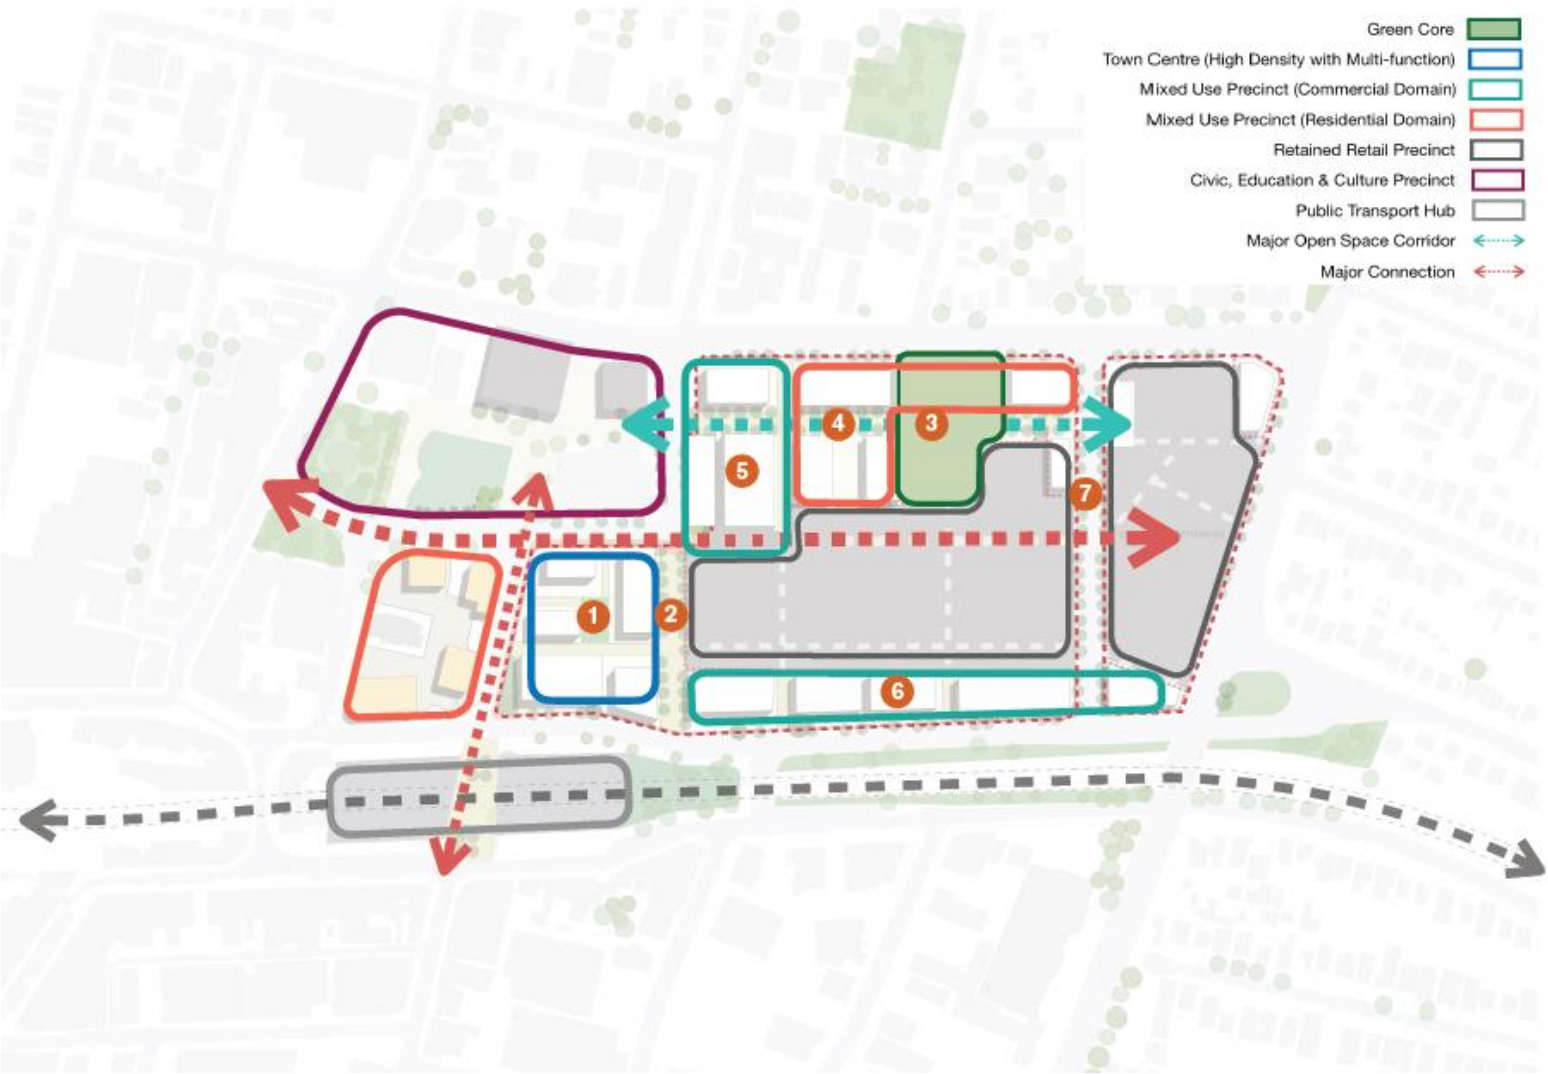 Green Core
Town Centre (High Density with Multi-function)
Mixed Use Precinct (Commercial Domain)
Mixed Use Precinct (Residential Domain)
Retained Retail Precinct
Civic, Education & Culture Precinct
Public Transport Hub
Major Open Space Corridor
Major Connection
4
3
5
7
1
2
6